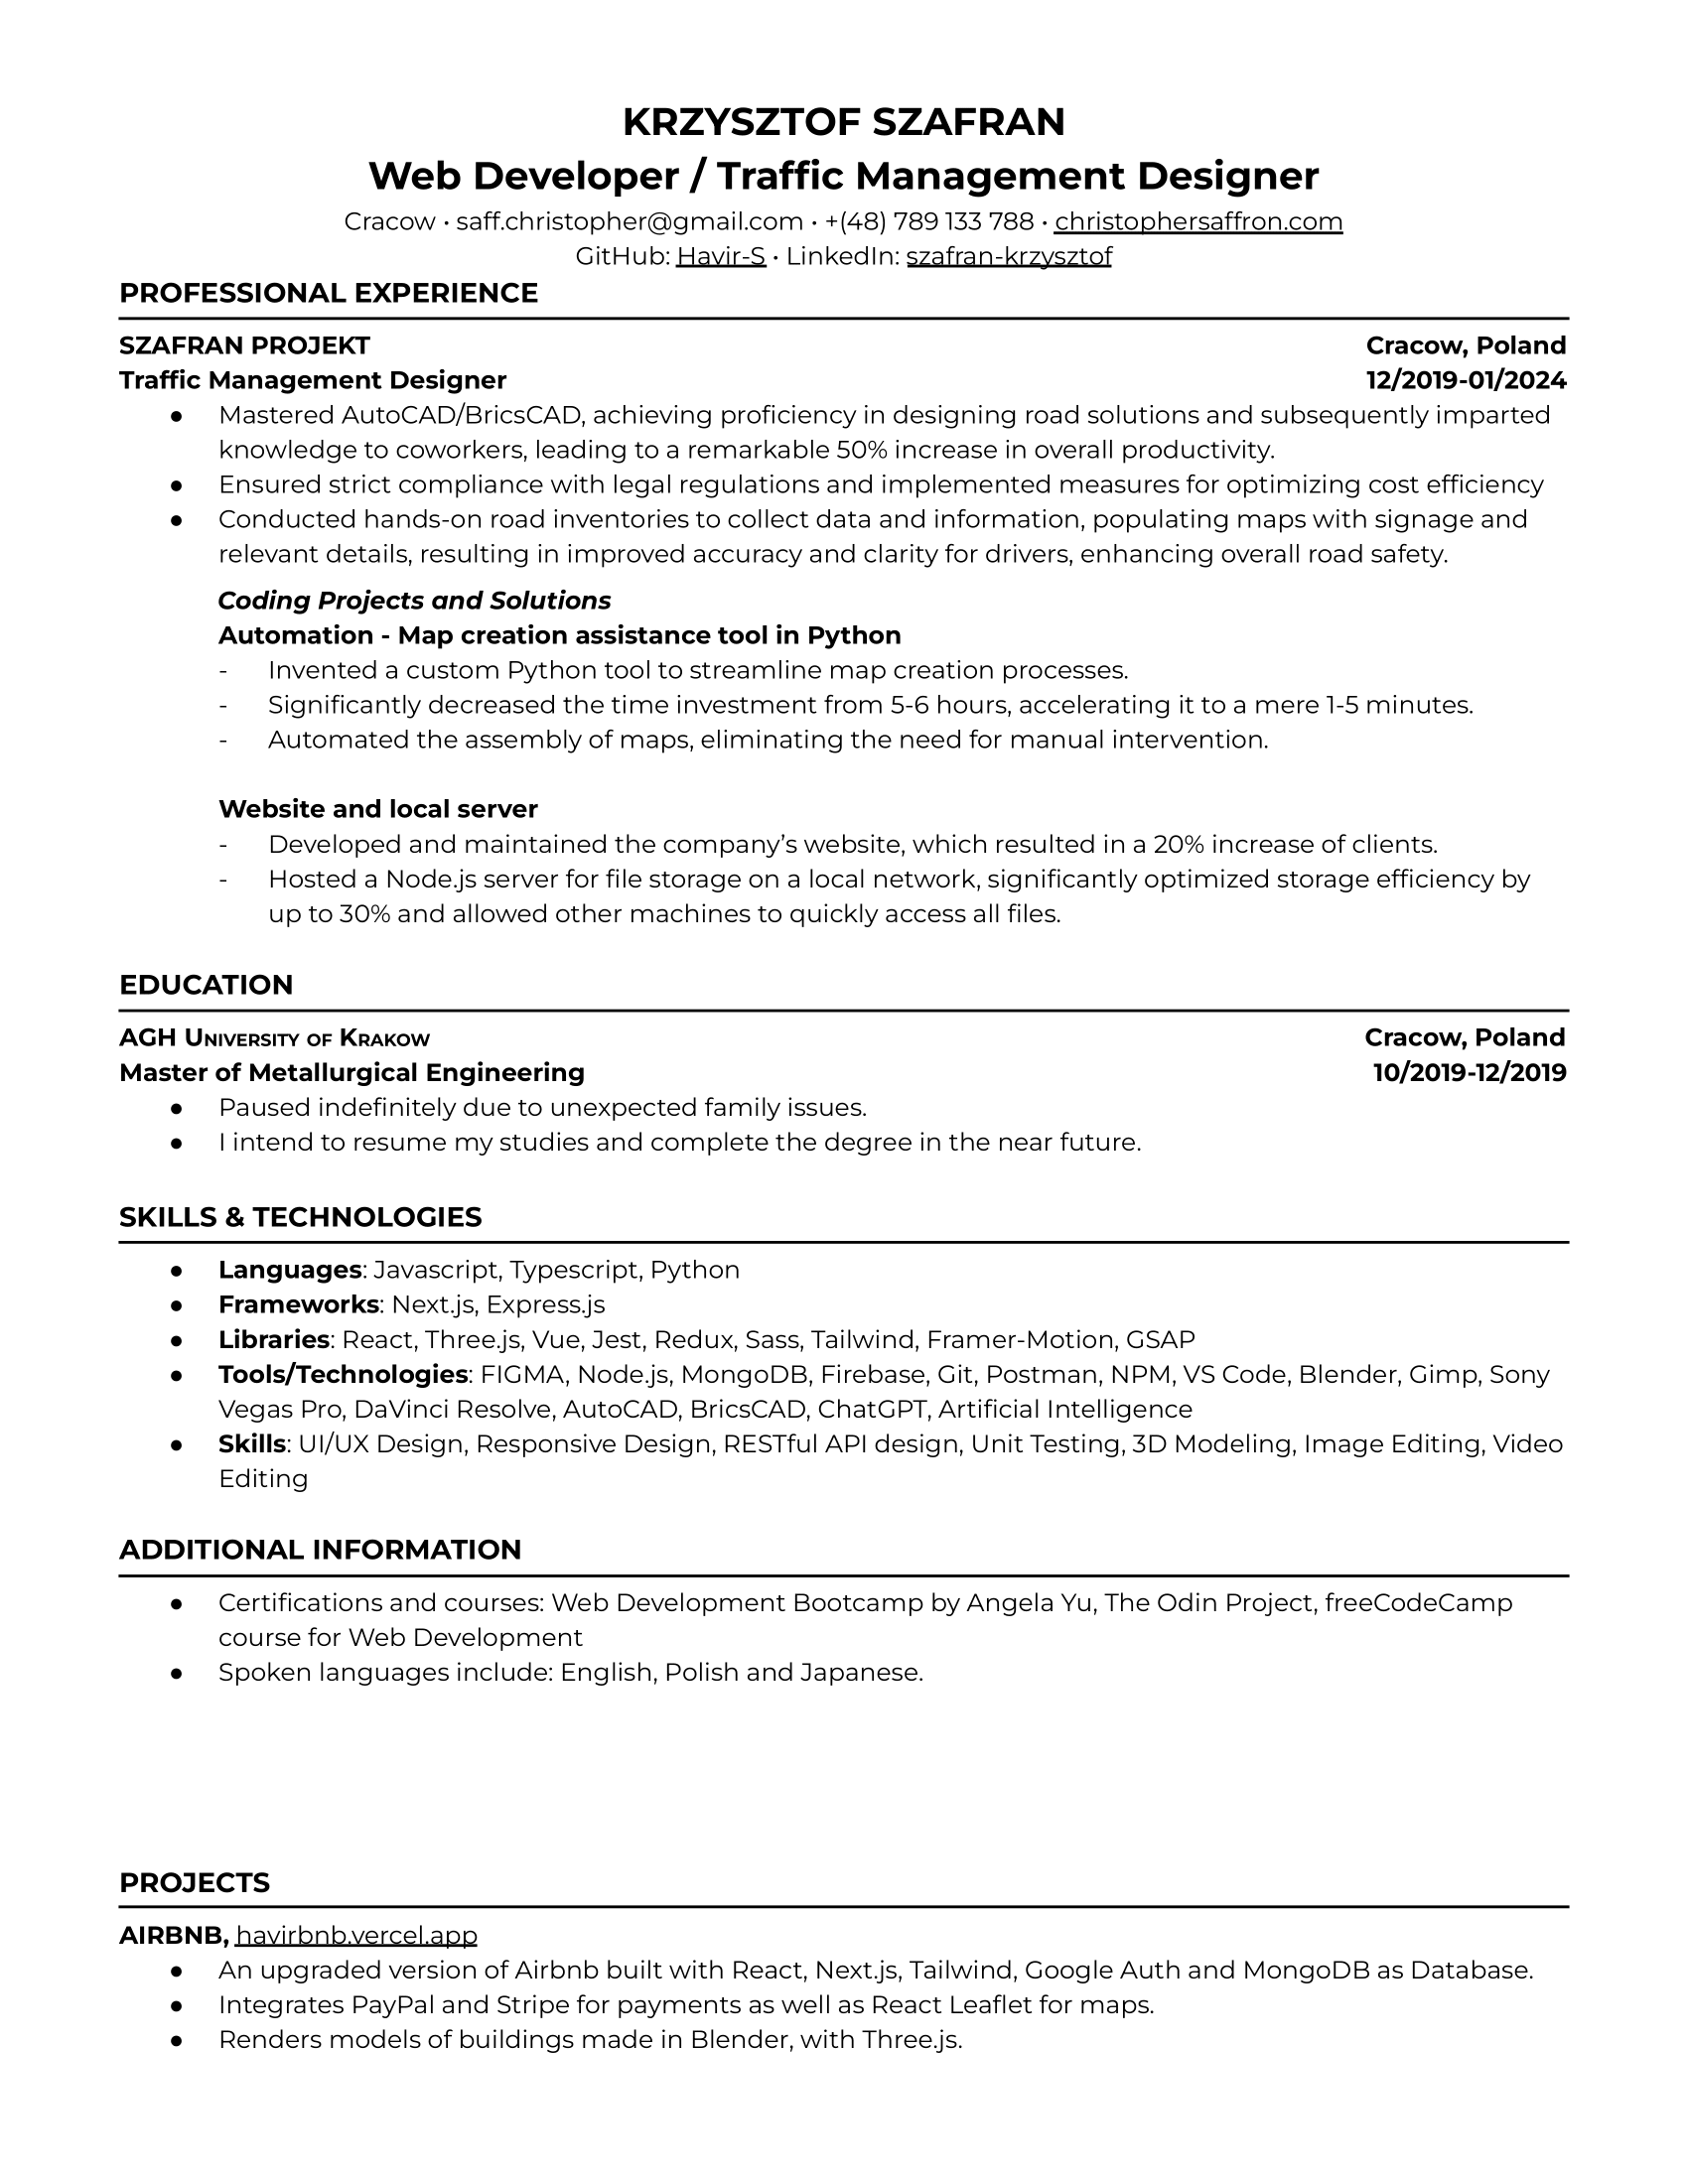 KRZYSZTOF SZAFRAN
Web Developer / Traffic Management Designer
Cracow • saff.christopher@gmail.com • +(48) 789 133 788 • christophersaffron.com
GitHub: Havir-S • LinkedIn: szafran-krzysztof
PROFESSIONAL EXPERIENCE
SZAFRAN PROJEKT Cracow, Poland
Traffic Management Designer 12/2019-01/2024
● Mastered AutoCAD/BricsCAD, achieving proficiency in designing road solutions and subsequently imparted
knowledge to coworkers, leading to a remarkable 50% increase in overall productivity.
● Ensured strict compliance with legal regulations and implemented measures for optimizing cost efficiency
● Conducted hands-on road inventories to collect data and information, populating maps with signage and
relevant details, resulting in improved accuracy and clarity for drivers, enhancing overall road safety.
Coding Projects and Solutions
Automation - Map creation assistance tool in Python
- Invented a custom Python tool to streamline map creation processes.
- Significantly decreased the time investment from 5-6 hours, accelerating it to a mere 1-5 minutes.
- Automated the assembly of maps, eliminating the need for manual intervention.
Website and local server
- Developed and maintained the company’s website, which resulted in a 20% increase of clients.
- Hosted a Node.js server for file storage on a local network, significantly optimized storage efficiency by
up to 30% and allowed other machines to quickly access all files.
EDUCATION
AGH University of Krakow Cracow, Poland
Master of Metallurgical Engineering 10/2019-12/2019
● Paused indefinitely due to unexpected family issues.
● I intend to resume my studies and complete the degree in the near future.
SKILLS & TECHNOLOGIES
● Languages: Javascript, Typescript, Python
● Frameworks: Next.js, Express.js
● Libraries: React, Three.js, Vue, Jest, Redux, Sass, Tailwind, Framer-Motion, GSAP
● Tools/Technologies: FIGMA, Node.js, MongoDB, Firebase, Git, Postman, NPM, VS Code, Blender, Gimp, Sony
Vegas Pro, DaVinci Resolve, AutoCAD, BricsCAD, ChatGPT, Artificial Intelligence
● Skills: UI/UX Design, Responsive Design, RESTful API design, Unit Testing, 3D Modeling, Image Editing, Video
Editing
ADDITIONAL INFORMATION
● Certifications and courses: Web Development Bootcamp by Angela Yu, The Odin Project, freeCodeCamp
course for Web Development
● Spoken languages include: English, Polish and Japanese.
PROJECTS
AIRBNB, havirbnb.vercel.app
● An upgraded version of Airbnb built with React, Next.js, Tailwind, Google Auth and MongoDB as Database.
● Integrates PayPal and Stripe for payments as well as React Leaflet for maps.
● Renders models of buildings made in Blender, with Three.js.